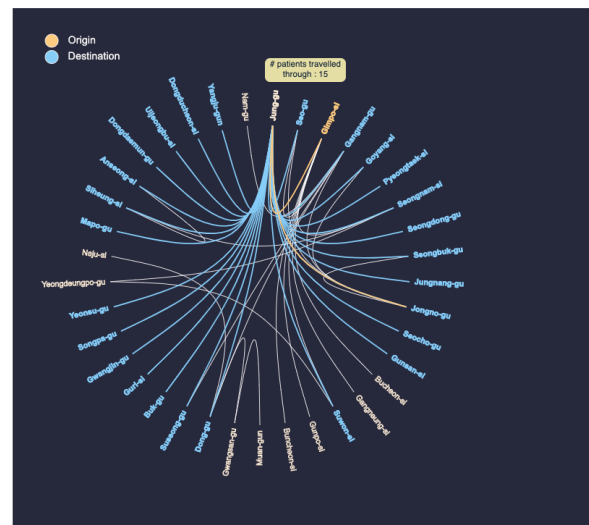 Origin
Destination
# patients travelled
through : 15
Jung-gu
Seo-gu
Gimpo-si
Gangnam-gu
Goyang-si
Pyeongtaek-si
Seongnam-si
Seongdong-gu
Seongbuk-gu
Jungnang-gu
Jongno-gu
Seocho-gu
Gunsan-si
Bucheon-si
Gangneung-si
Suwon-si
Gunpo-si
Buncheon-si
Muan-gun
Gwangsan-gu
Dong-gu
Suseong-gu
Buk-gu
Guri-si
Gwangjin-gu
Songpa-gu
Yeonsu-gu
Yeongdeungpo-gu
Naju-si
Mapo-gu
Siheung-si
Anseong-si
Dongdaemun-gu
Uijeongbu-si
Dongducheon-si
Yangju-gun
Nam-gu